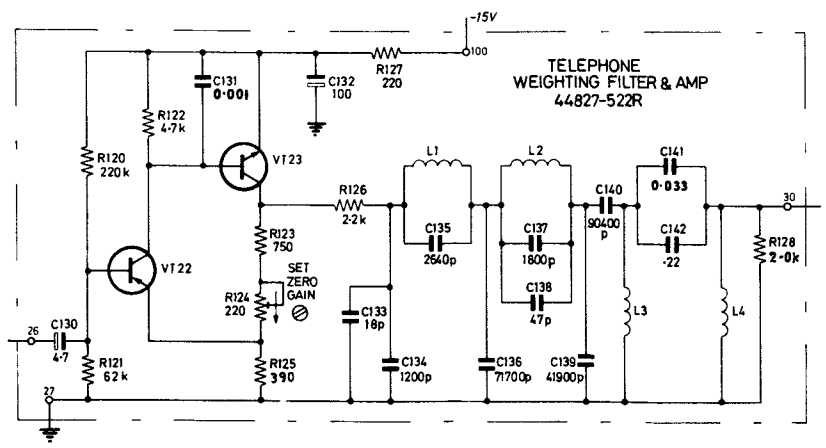 -15V
100
TELEPHONE
WEIGHTING FILTER & AMP
44827-522R
C131
0·001
C132
100
R127
220
R122
4·7k
R120
220k
VT23
VT22
L1
L2
C141
0·033
R126
2·2k
C140
90400
p
30
C135
2640p
C137
1800p
C142
·22
R128
2·0k
R123
750
SET
ZERO
GAIN
R124
220
C138
47p
L3
L4
26
C130
4·7
C133
18p
R121
62k
R125
390
C134
1200p
C136
71700p
C139
41900p
27